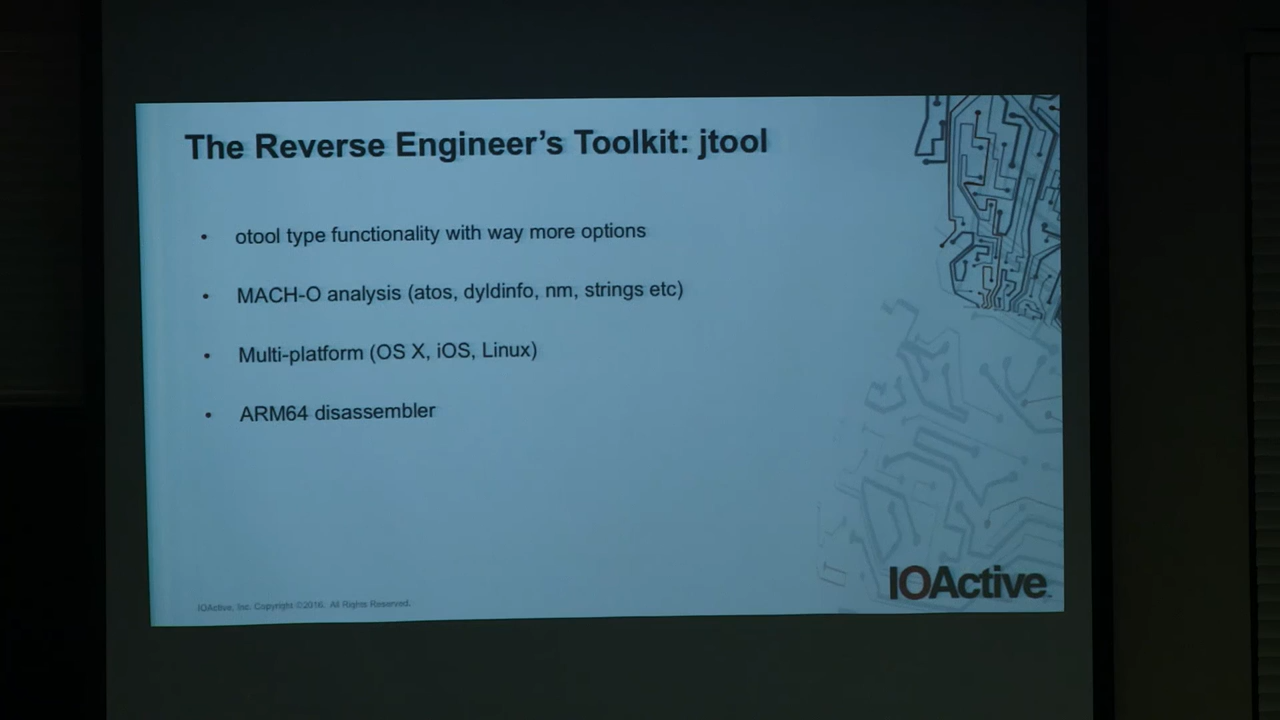 The Reverse Engineer's Toolkit: jtool
• otool type functionality with way more options
• MACH-O analysis (atos, dyldinfo, nm, strings etc)
• Multi-platform (OS X, iOS, Linux)
• ARM64 disassembler
IOActive, Inc. Copyright ©2016. All Rights Reserved.
IOActive™